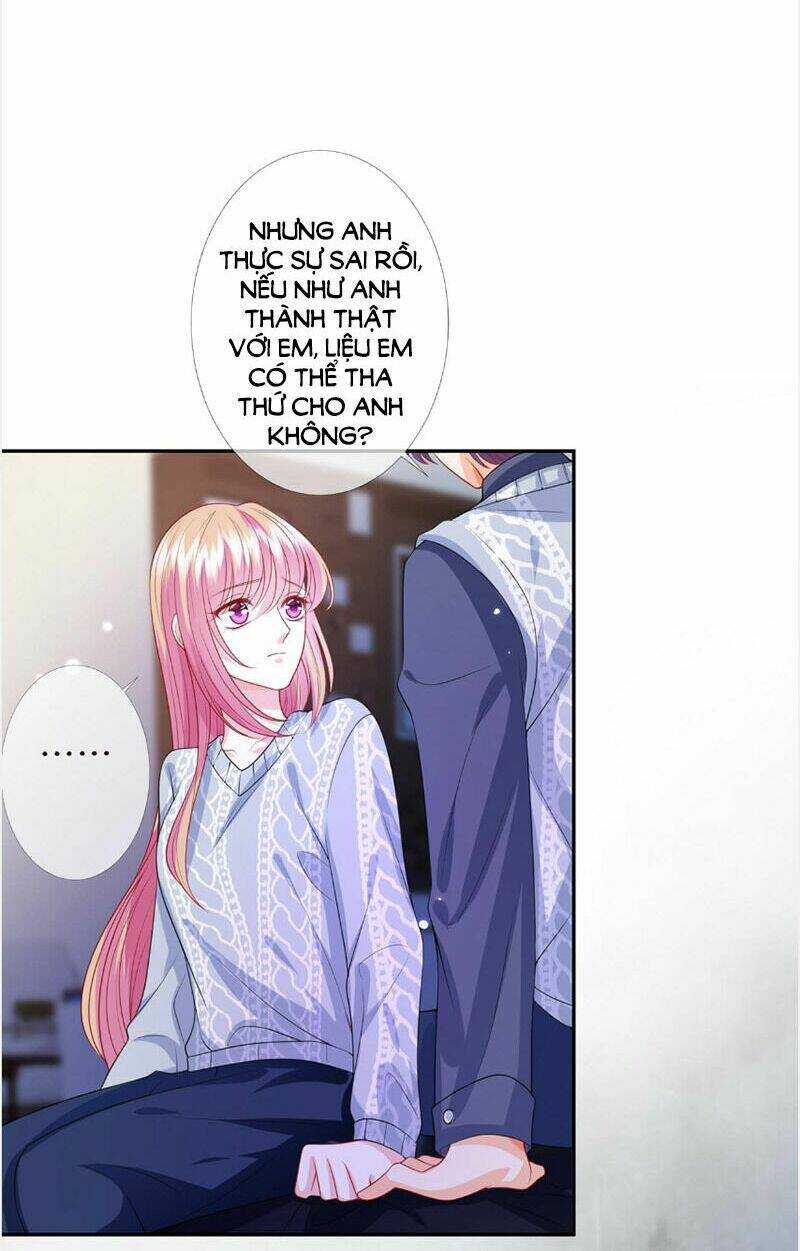 NHƯNG ANH
THỰC SỰ SAI RỒI,
NẾU NHƯ ANH
THÀNH THẬT
VỚI EM, LIỆU EM
CÓ THỂ THA
THỨ CHO ANH
KHÔNG?
......